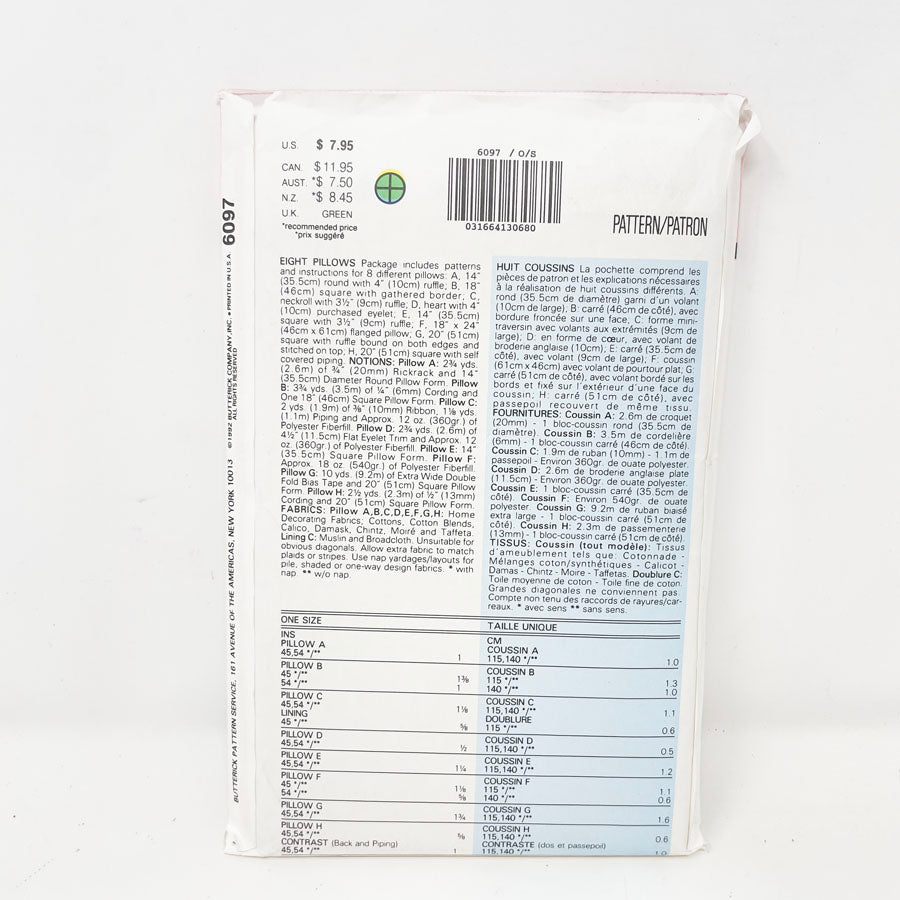 U.S. $ 7.95
CAN. $ 11.95
AUST. *$ 7.50
N.Z. *$ 8.45
U.K. GREEN
*recommended price
*prix suggéré
6097 / O/S
031664130680
PATTERN/PATRON
6097
©1992 BUTTERICK COMPANY, INC. • PRINTED IN U.S.A.
ALL RIGHTS RESERVED.
BUTTERICK PATTERN SERVICE, 161 AVENUE OF THE AMERICAS, NEW YORK 10013
EIGHT PILLOWS Package includes patterns
and instructions for 8 different pillows: A, 14"
(35.5cm) round with 4" (10cm) ruffle; B, 18"
(46cm) square with gathered border, C,
neckroll with 3½" (9cm) ruffle; D, heart with 4"
(10cm) purchased eyelet; E, 14" (35.5cm)
square with 3½" (9cm) ruffle; F, 18" x 24"
(46cm x 61cm) flanged pillow; G, 20" (51cm)
square with ruffle bound on both edges and
stitched on top; H, 20" (51cm) square with self
covered piping. NOTIONS: Pillow A: 2¾ yds.
(2.6m) of ¾" (20mm) Rickrack and 14"
(35.5cm) Diameter Round Pillow Form. Pillow
B: 3¾ yds. (3.5m) of ¼" (6mm) Cording and
One 18" (46cm) Square Pillow Form. Pillow C:
2 yds. (1.9m) of ⅜" (10mm) Ribbon, 1⅛ yds.
(1.1m) Piping and Approx. 12 oz. (360gr.) of
Polyester Fiberfill. Pillow D: 2¾ yds. (2.6m) of
4½" (11.5cm) Flat Eyelet Trim and Approx. 12
oz. (360gr.) of Polyester Fiberfill. Pillow E: 14"
(35.5cm) Square Pillow Form. Pillow F:
Approx. 18 oz. (540gr.) of Polyester Fiberfill.
Pillow G: 10 yds. (9.2m) of Extra Wide Double
Fold Bias Tape and 20" (51cm) Square Pillow
Form. Pillow H: 2½ yds. (2.3m) of ½" (13mm)
Cording and 20" (51cm) Square Pillow Form.
FABRICS: Pillow A,B,C,D,E,F,G,H: Home
Decorating Fabrics; Cottons, Cotton Blends,
Calico, Damask, Chintz, Moiré and Taffeta.
Lining C: Muslin and Broadcloth. Unsuitable for
obvious diagonals. Allow extra fabric to match
plaids or stripes. Use nap yardages/layouts for
pile, shaded or one-way design fabrics. * with
nap. ** w/o nap.
HUIT COUSSINS La pochette comprend les
pièces de patron et les explications nécessaires
à la réalisation de huit coussins différents. A:
rond (35.5cm de diamètre) garni d'un volant
(10cm de large); B: carré (46cm de côté), avec
bordure froncée sur une face; C: forme mini-
traversin avec volants aux extrémités (9cm de
large); D: en forme de cœur, avec volant de
broderie anglaise (10cm); E: carré (35.5cm de
côté), avec volant (9cm de large), F: coussin
(61cm x 46cm) avec volant de pourtour plat; G:
carré (51cm de côté), avec volant bordé sur les
bords et fixé sur l'extérieur d'une face du
coussin; H: carré (51cm de côté), avec
passepoil recouvert de même tissu.
FOURNITURES: Coussin A: 2.6m de croquet
(20mm) - 1 bloc-coussin rond (35.5cm de
diamètre). Coussin B: 3.5m de cordelière
(6mm) - 1 bloc-coussin carré (46cm de côté).
Coussin C: 1.9m de ruban (10mm) - 1.1m de
passepoil - Environ 360gr. de ouate polyester.
Coussin D: 2.6m de broderie anglaise plate
(11.5cm) - Environ 360gr. de ouate polyester.
Coussin E: 1 bloc-coussin carré (35.5cm de
côté). Coussin F: Environ 540gr. de ouate
polyester. Coussin G: 9.2m de ruban biaisé
extra large - 1 bloc-coussin carré (51cm de
côté). Coussin H: 2.3m de passementerie
(13mm) - 1 bloc-coussin carré (51cm de côté).
TISSUS: Coussin (tout modèle): Tissus
d'ameublement tels que: Cotonnade -
Mélanges coton/synthétiques - Calicot -
Damas - Chintz - Moire - Taffetas. Doublure C:
Toile moyenne de coton - Toile fine de coton.
Grandes diagonales ne conviennent pas.
Compte non tenu des raccords de rayures/car-
reaux. * avec sens ** sans sens.
ONE SIZE
INS
PILLOW A
45,54 */** 1
PILLOW B
45 */** 1⅜
54 */** 1
PILLOW C
45,54 */** 1⅛
LINING
45 */** ⅝
PILLOW D
45,54 */** ½
PILLOW E
45,54 */** 1¼
PILLOW F
45 */** 1⅛
54 */** ⅝
PILLOW G
45,54 */** 1¾
PILLOW H
45,54 */** ⅝
CONTRAST (Back and Piping)
45,54 */** 1
TAILLE UNIQUE
CM
COUSSIN A
115,140 */** 1.0
COUSSIN B
115 */** 1.3
140 */** 1.0
COUSSIN C
115,140 */** 1.1
DOUBLURE
115 */** 0.6
COUSSIN D
115,140 */** 0.5
COUSSIN E
115,140 */** 1.2
COUSSIN F
115 */** 1.1
140 */** 0.6
COUSSIN G
115,140 */** 1.6
COUSSIN H
115,140 */** 0.6
CONTRASTE (dos et passepoil)
115,140 */** 1.0